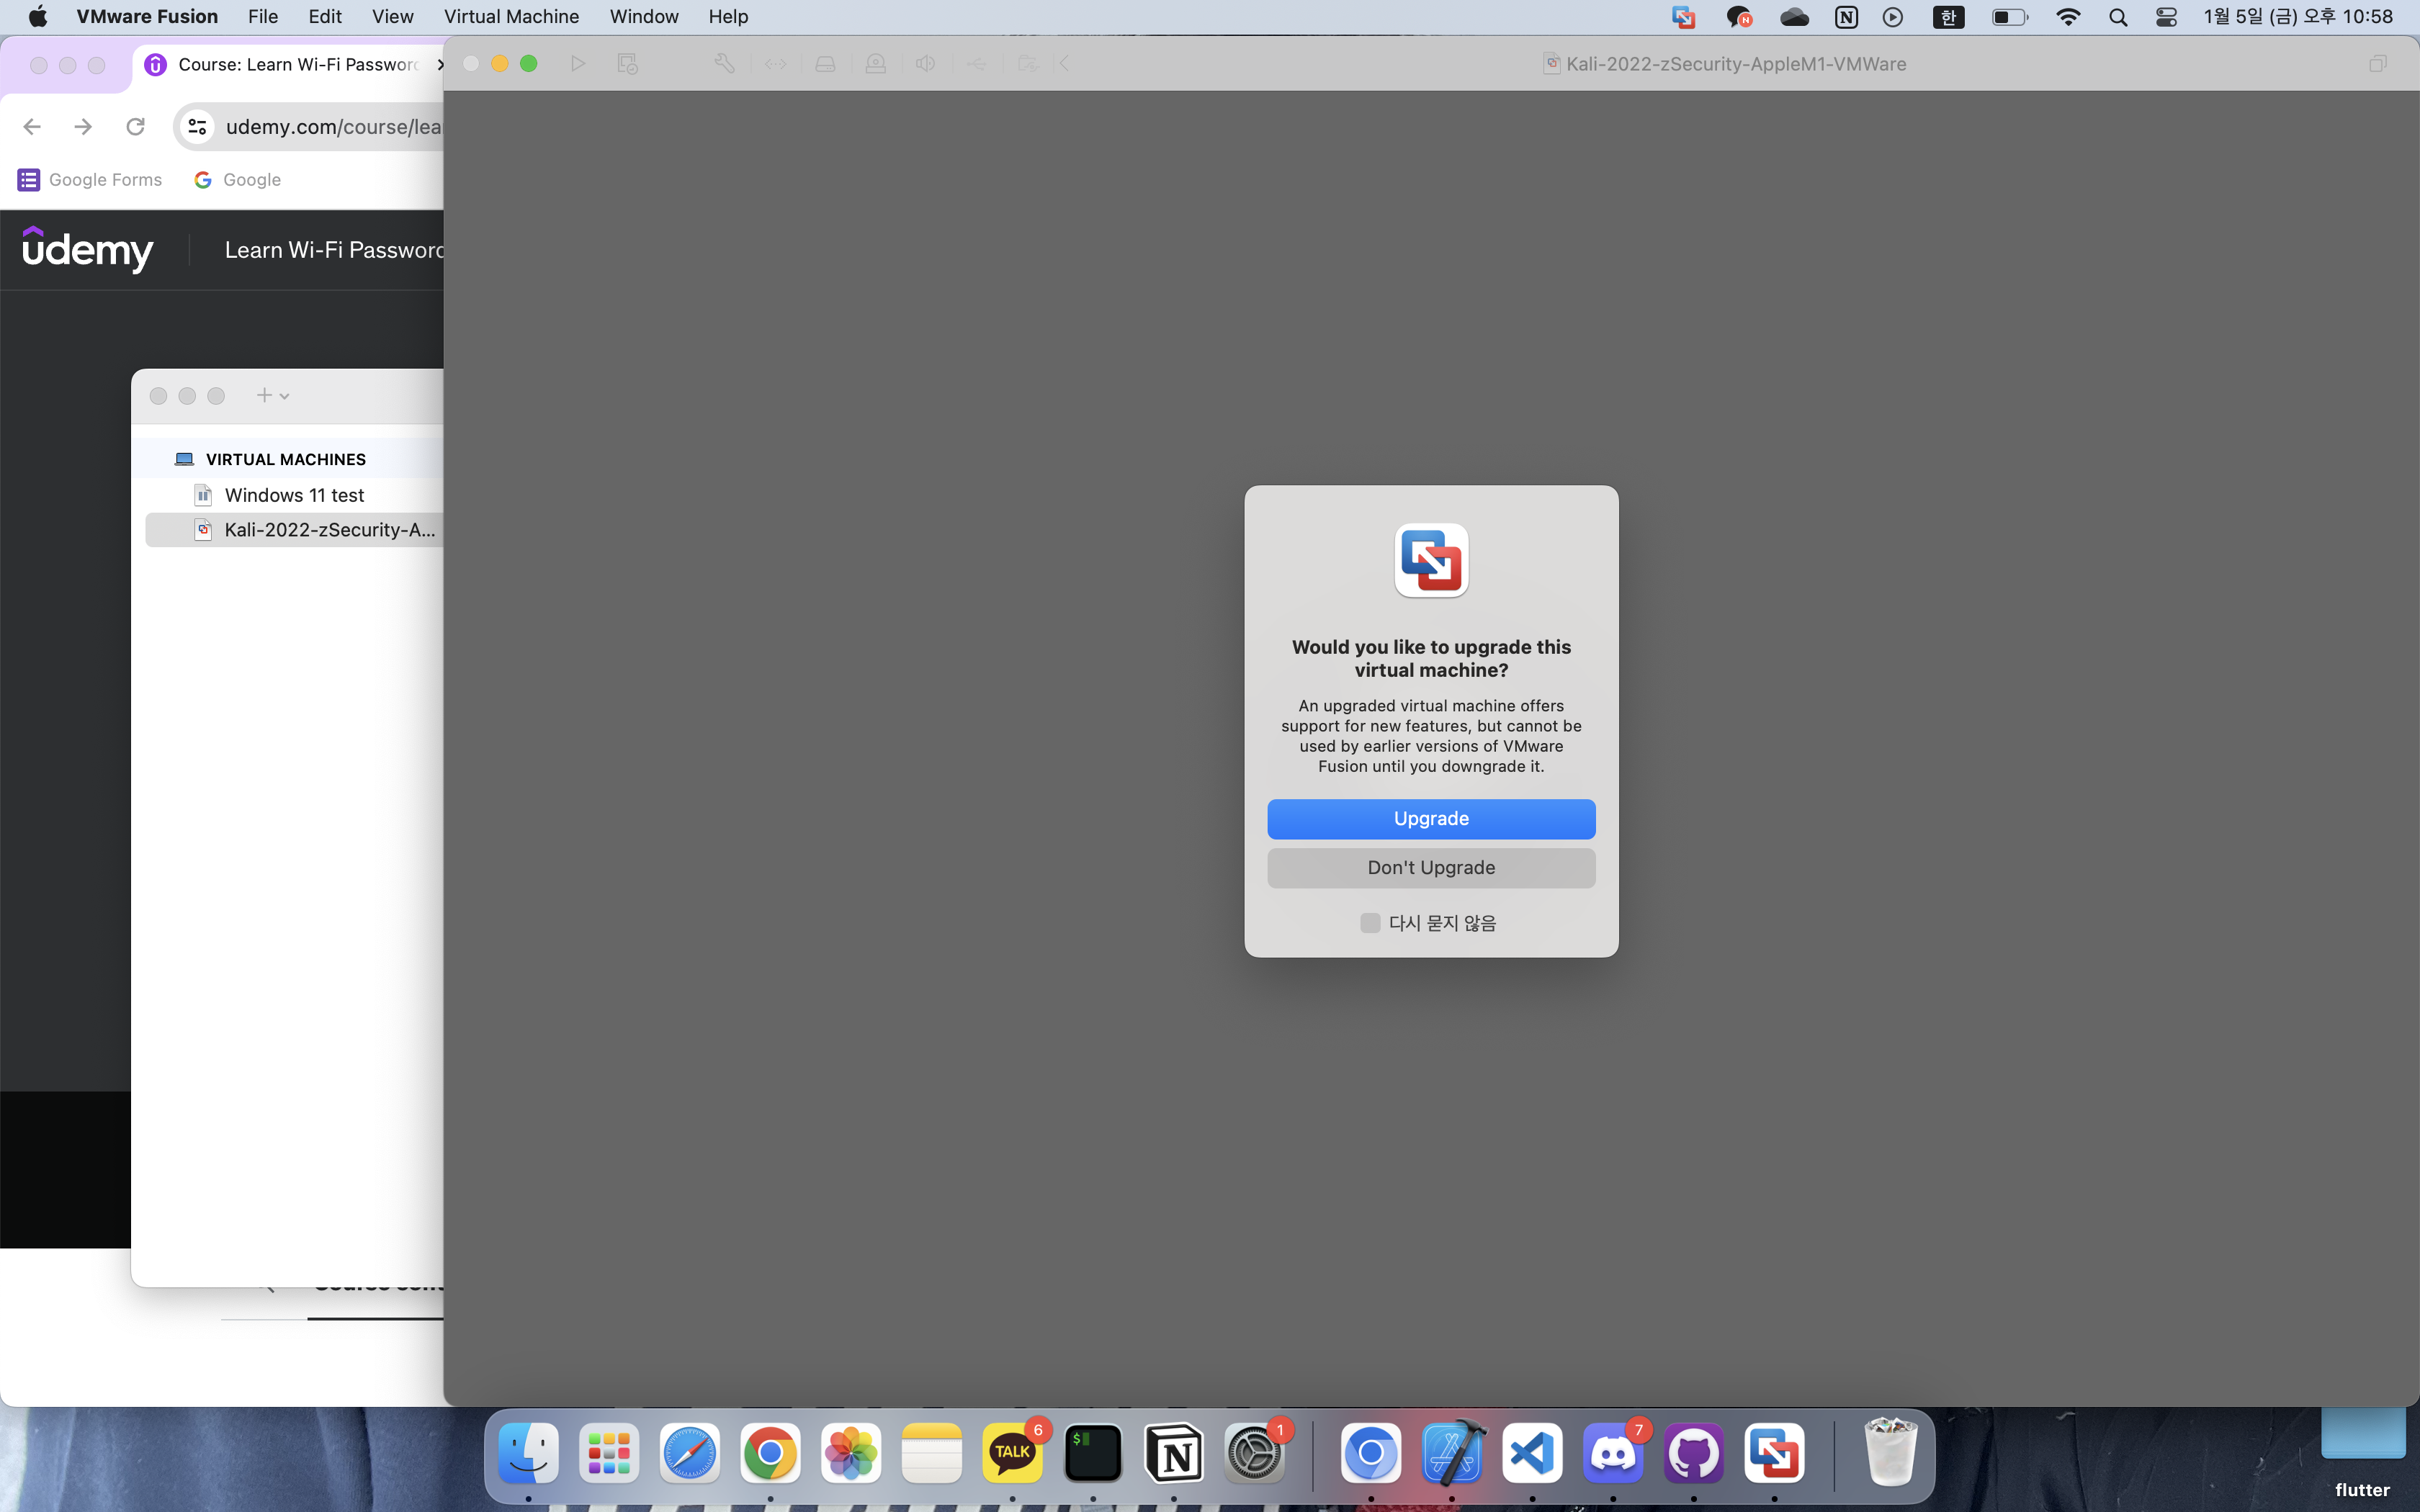 VMware Fusion File Edit View Virtual Machine Window Help
N
N
한
1월 5일 (금) 오후 10:58
Course: Learn Wi-Fi Passwor
Kali-2022-zSecurity-AppleM1-VMWare
udemy.com/course/lea
Google Forms
Google
udemy
Learn Wi-Fi Password
VIRTUAL MACHINES
Windows 11 test
Kali-2022-zSecurity-A...
Would you like to upgrade this
virtual machine?
An upgraded virtual machine offers
support for new features, but cannot be
used by earlier versions of VMware
Fusion until you downgrade it.
Upgrade
Don't Upgrade
다시 묻지 않음
TALK
6
$
N
1
7
flutter